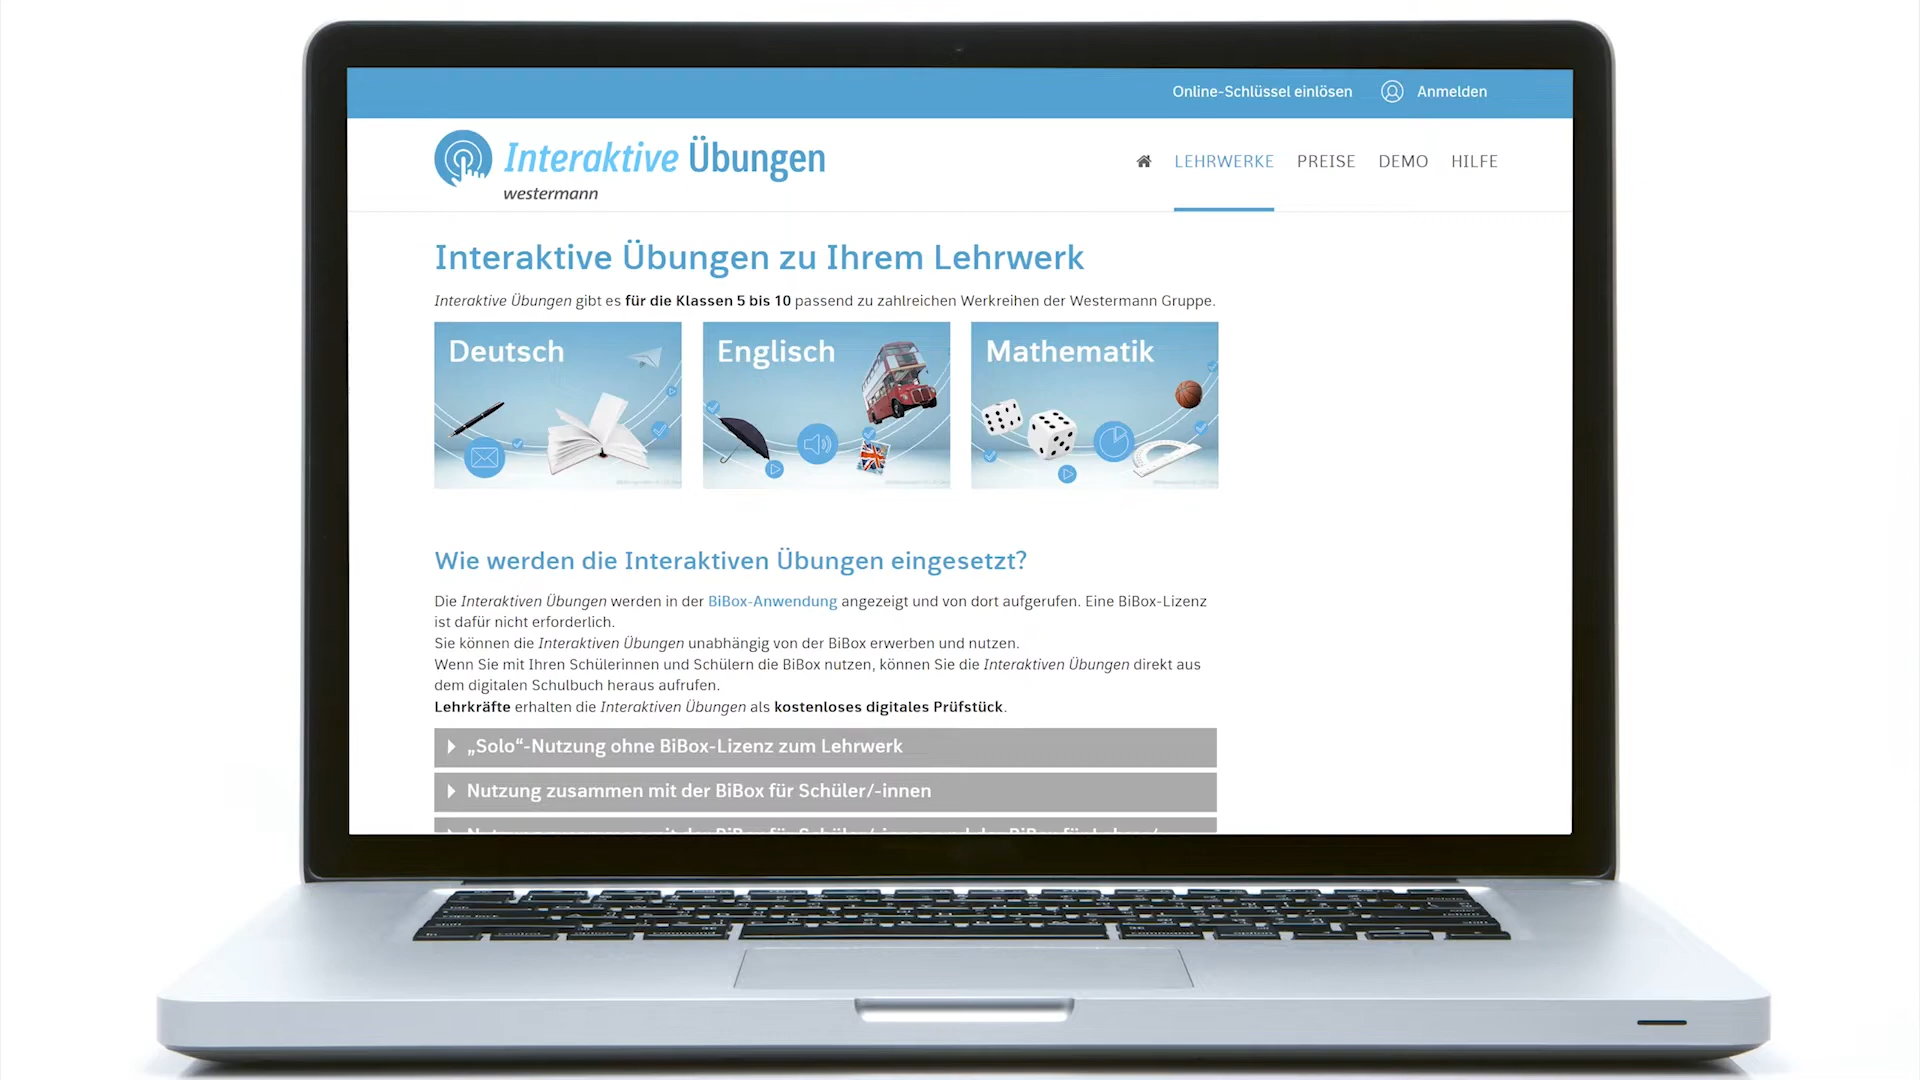 Online-Schlüssel einlösen Anmelden
Interaktive Übungen
westermann
LEHRWERKE PREISE DEMO HILFE
Interaktive Übungen zu Ihrem Lehrwerk
Interaktive Übungen gibt es für die Klassen 5 bis 10 passend zu zahlreichen Werkreihen der Westermann Gruppe.
Deutsch
Englisch
Mathematik
Wie werden die Interaktiven Übungen eingesetzt?
Die Interaktiven Übungen werden in der BiBox-Anwendung angezeigt und von dort aufgerufen. Eine BiBox-Lizenz
ist dafür nicht erforderlich.
Sie können die Interaktiven Übungen unabhängig von der BiBox erwerben und nutzen.
Wenn Sie mit Ihren Schülerinnen und Schülern die BiBox nutzen, können Sie die Interaktiven Übungen direkt aus
dem digitalen Schulbuch heraus aufrufen.
Lehrkräfte erhalten die Interaktiven Übungen als kostenloses digitales Prüfstück.
„Solo“-Nutzung ohne BiBox-Lizenz zum Lehrwerk
Nutzung zusammen mit der BiBox für Schüler/-innen